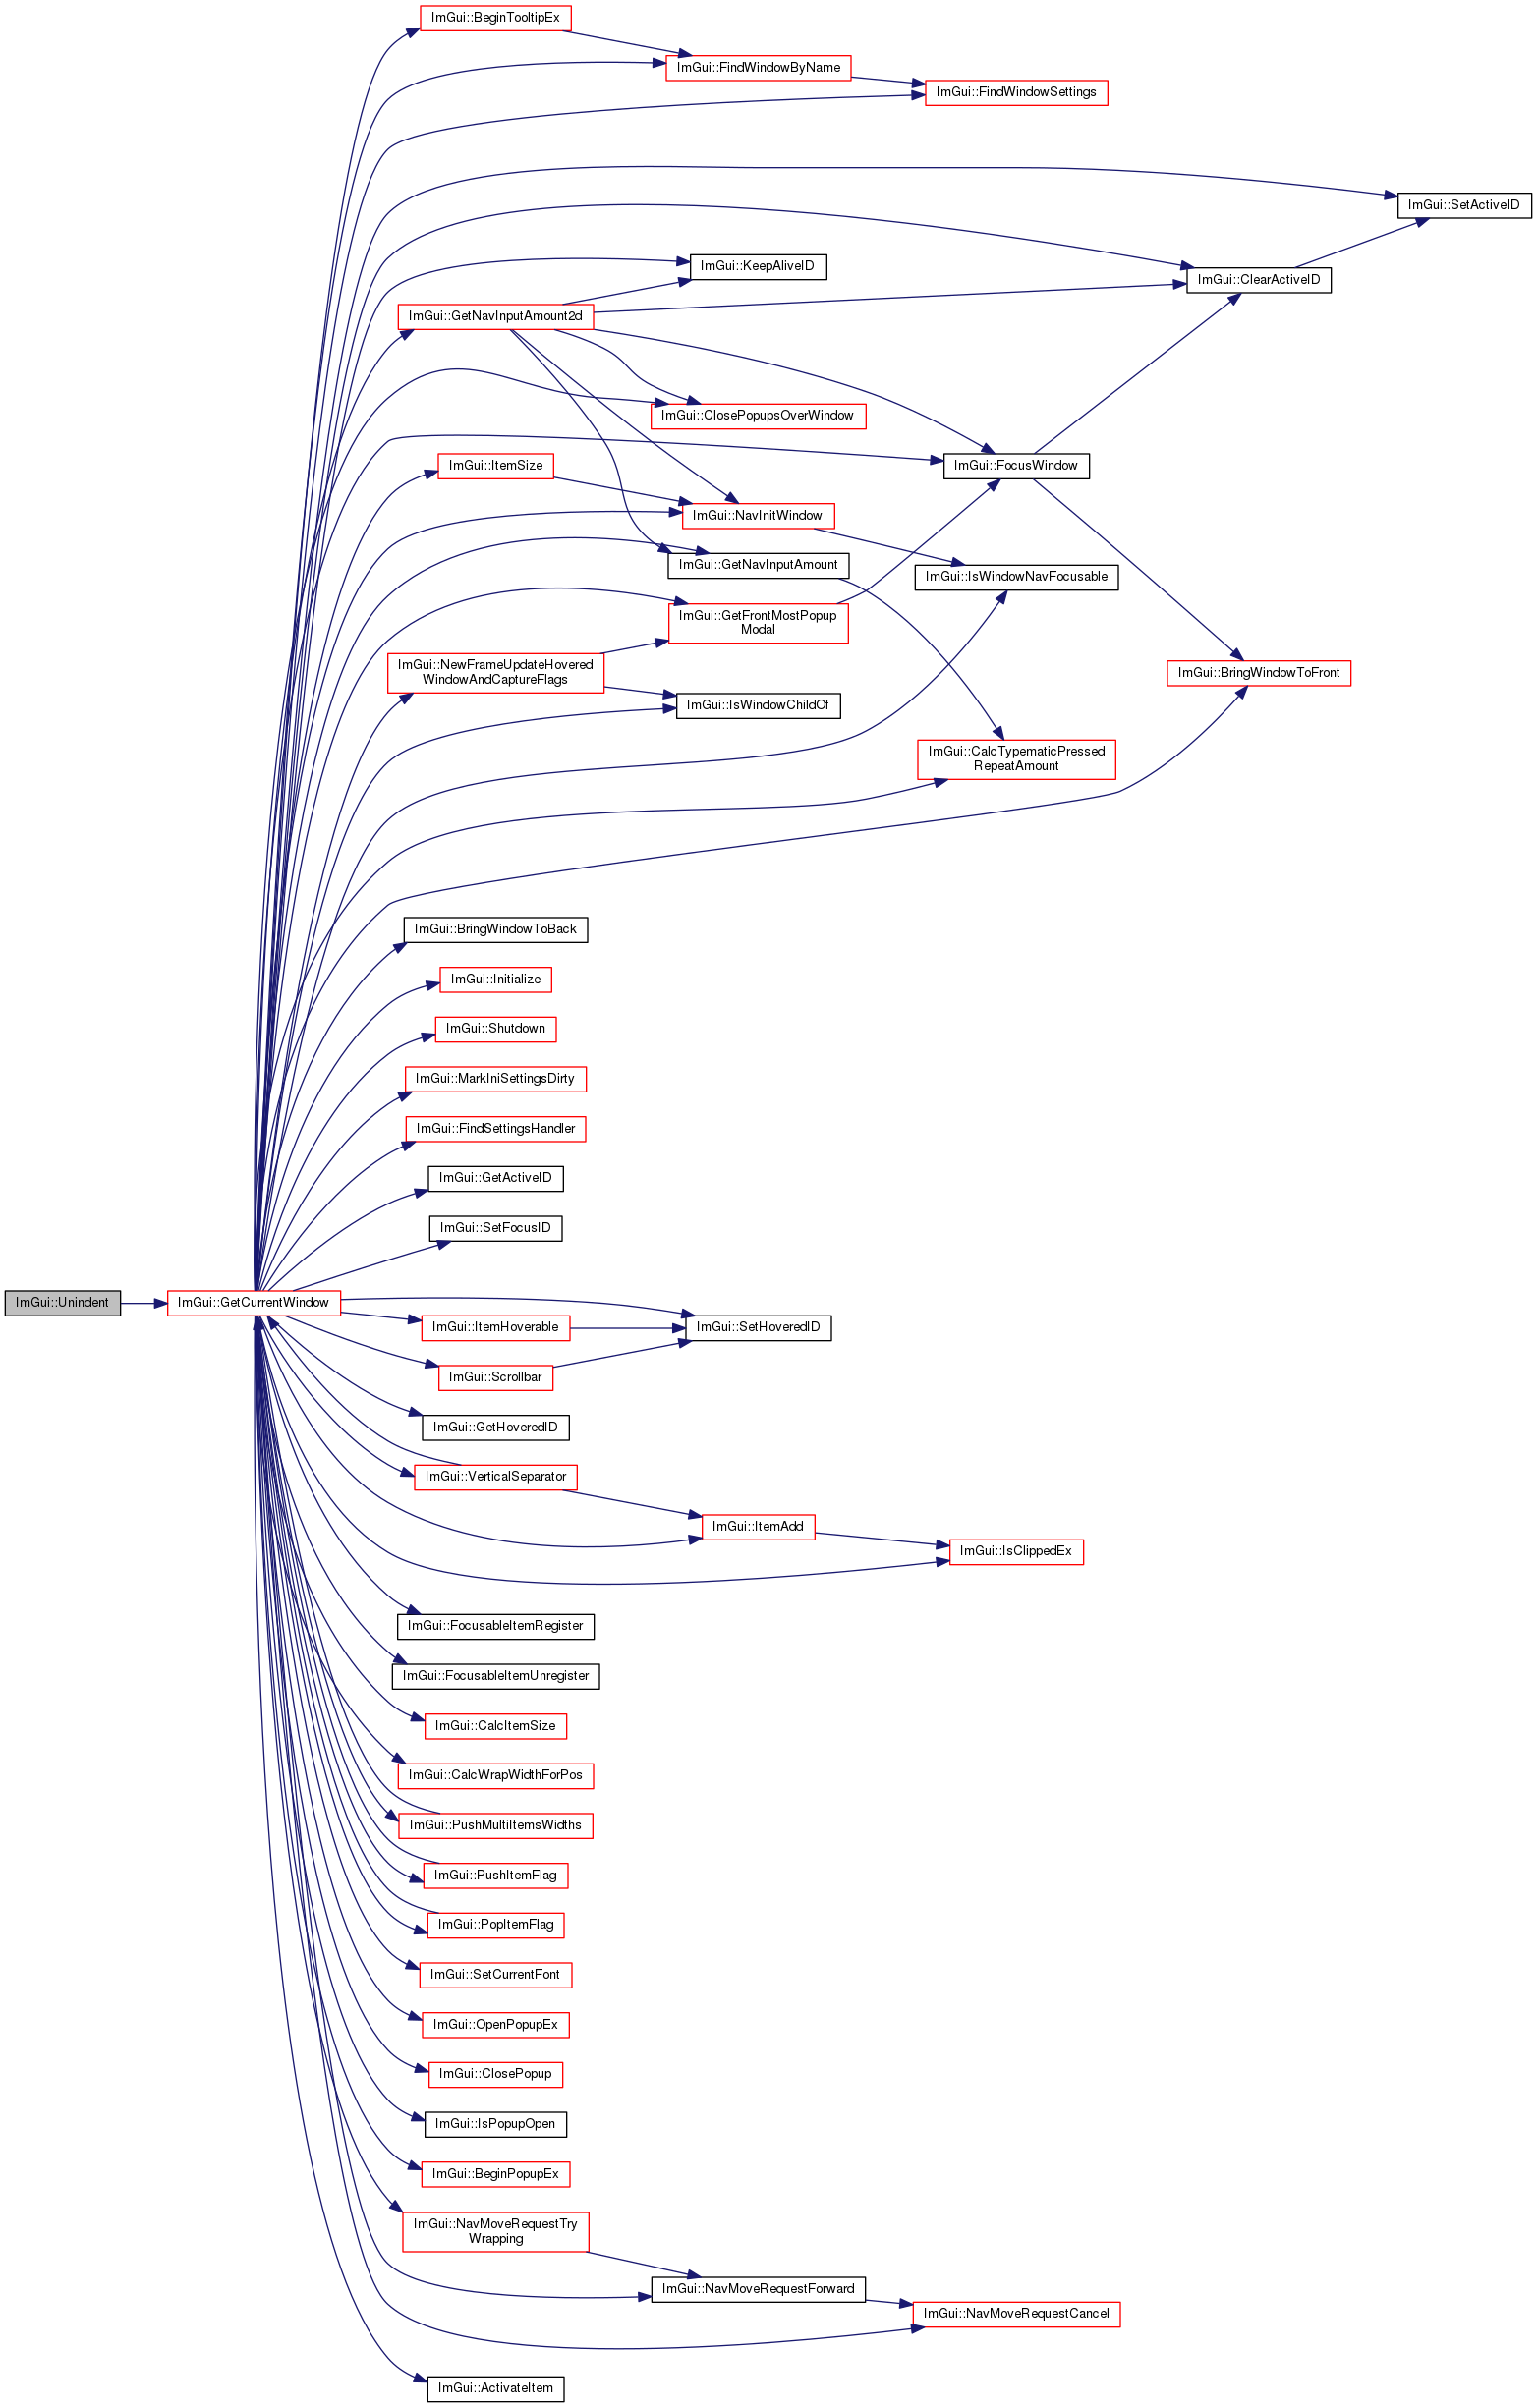 ImGui::BeginTooltipEx
ImGui::FindWindowByName
ImGui::FindWindowSettings
ImGui::SetActiveID
ImGui::KeepAliveID
ImGui::ClearActiveID
ImGui::GetNavInputAmount2d
ImGui::ClosePopupsOverWindow
ImGui::ItemSize
ImGui::FocusWindow
ImGui::NavInitWindow
ImGui::GetNavInputAmount
ImGui::IsWindowNavFocusable
ImGui::GetFrontMostPopup
Modal
ImGui::NewFrameUpdateHovered
WindowAndCaptureFlags
ImGui::BringWindowToFront
ImGui::IsWindowChildOf
ImGui::CalcTypematicPressed
RepeatAmount
ImGui::BringWindowToBack
ImGui::Initialize
ImGui::Shutdown
ImGui::MarkIniSettingsDirty
ImGui::FindSettingsHandler
ImGui::GetActiveID
ImGui::SetFocusID
ImGui::Unindent
ImGui::GetCurrentWindow
ImGui::ItemHoverable
ImGui::SetHoveredID
ImGui::Scrollbar
ImGui::GetHoveredID
ImGui::VerticalSeparator
ImGui::ItemAdd
ImGui::IsClippedEx
ImGui::FocusableItemRegister
ImGui::FocusableItemUnregister
ImGui::CalcItemSize
ImGui::CalcWrapWidthForPos
ImGui::PushMultiItemsWidths
ImGui::PushItemFlag
ImGui::PopItemFlag
ImGui::SetCurrentFont
ImGui::OpenPopupEx
ImGui::ClosePopup
ImGui::IsPopupOpen
ImGui::BeginPopupEx
ImGui::NavMoveRequestTry
Wrapping
ImGui::NavMoveRequestForward
ImGui::NavMoveRequestCancel
ImGui::ActivateItem